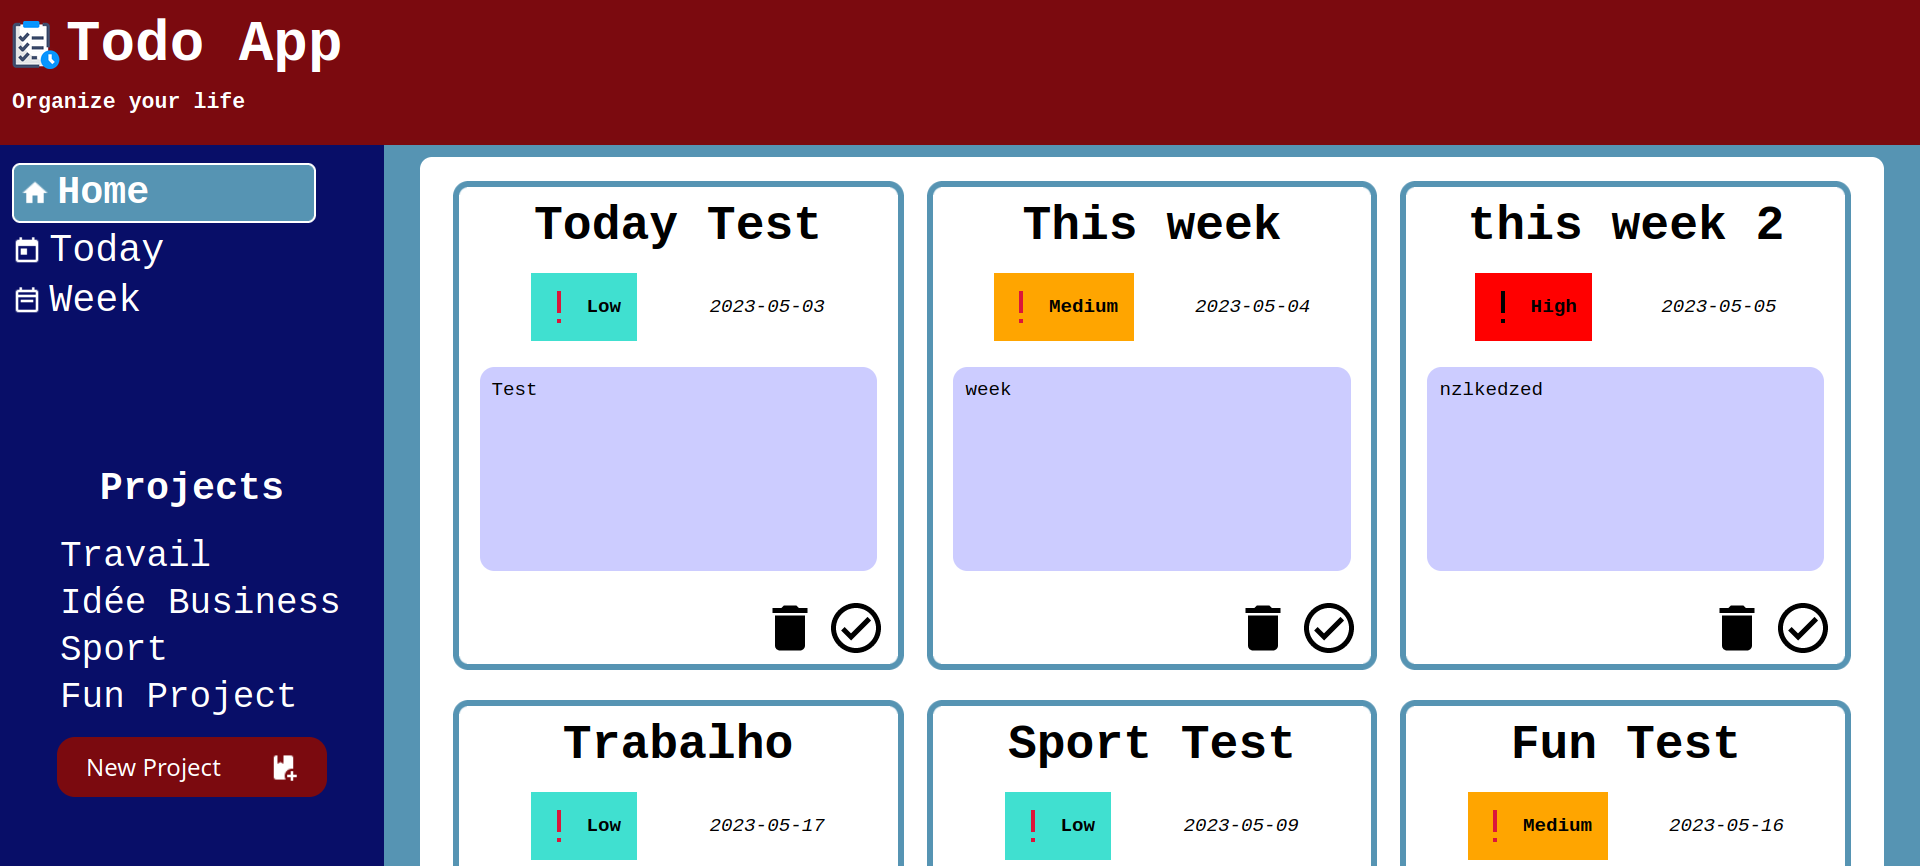 Todo App
Organize your life
Home
Today
Week
Projects
Travail
Idée Business
Sport
Fun Project
New Project
Today Test
Low 2023-05-03
Test
This week
Medium 2023-05-04
week
this week 2
High 2023-05-05
nzlkedzed
Trabalho
Low 2023-05-17
Sport Test
Low 2023-05-09
Fun Test
Medium 2023-05-16